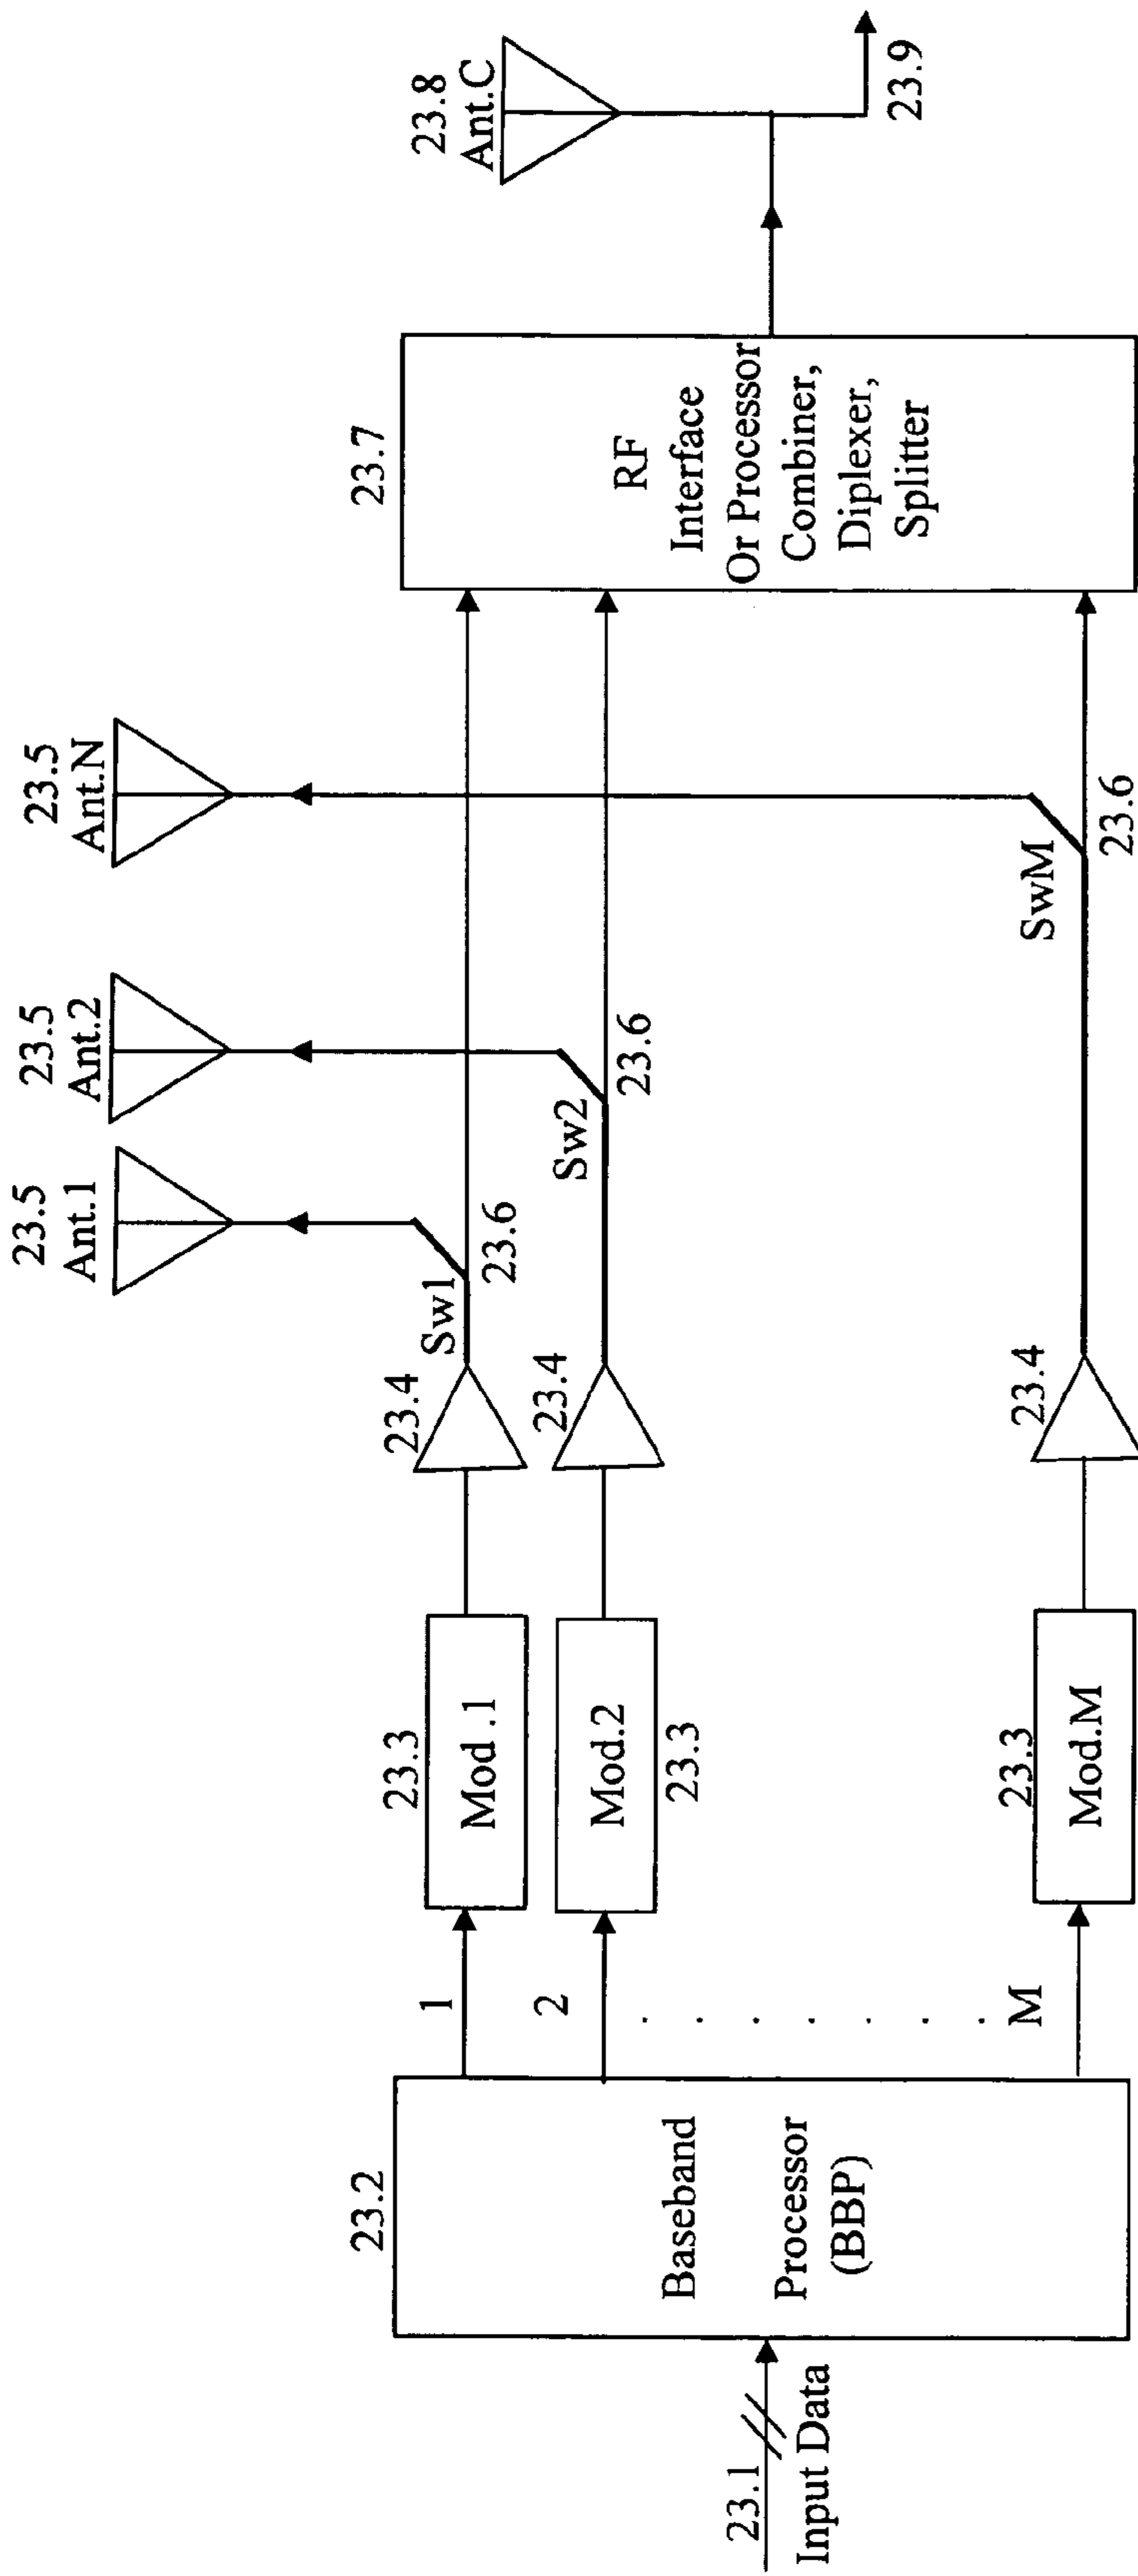 23.1
Input Data
23.2
Baseband
Processor
(BBP)
1
2
. . . . . . .
M
23.3
Mod .1
Mod.2
23.3
23.3
Mod.M
23.4
23.4
23.4
Sw1
23.6
Sw2
23.6
SwM
23.6
23.5
Ant.1
23.5
Ant.2
23.5
Ant.N
23.7
RF
Interface
Or Processor
Combiner,
Diplexer,
Splitter
23.8
Ant.C
23.9